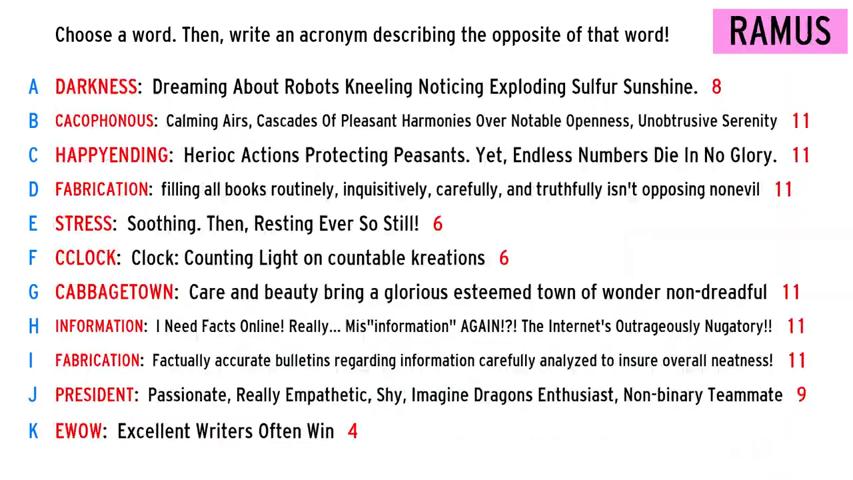 Choose a word. Then, write an acronym describing the opposite of that word!
RAMUS
A DARKNESS: Dreaming About Robots Kneeling Noticing Exploding Sulfur Sunshine. 8
B CACOPHONOUS: Calming Airs, Cascades Of Pleasant Harmonies Over Notable Openness, Unobtrusive Serenity 11
C HAPPYENDING: Herioc Actions Protecting Peasants. Yet, Endless Numbers Die In No Glory. 11
D FABRICATION: filling all books routinely, inquisitively, carefully, and truthfully isn't opposing nonevil 11
E STRESS: Soothing. Then, Resting Ever So Still! 6
F CCLOCK: Clock: Counting Light on countable kreations 6
G CABBAGETOWN: Care and beauty bring a glorious esteemed town of wonder non-dreadful 11
H INFORMATION: I Need Facts Online! Really... Mis"information" AGAIN!?! The Internet's Outrageously Nugatory!! 11
I FABRICATION: Factually accurate bulletins regarding information carefully analyzed to insure overall neatness! 11
J PRESIDENT: Passionate, Really Empathetic, Shy, Imagine Dragons Enthusiast, Non-binary Teammate 9
K EWOW: Excellent Writers Often Win 4